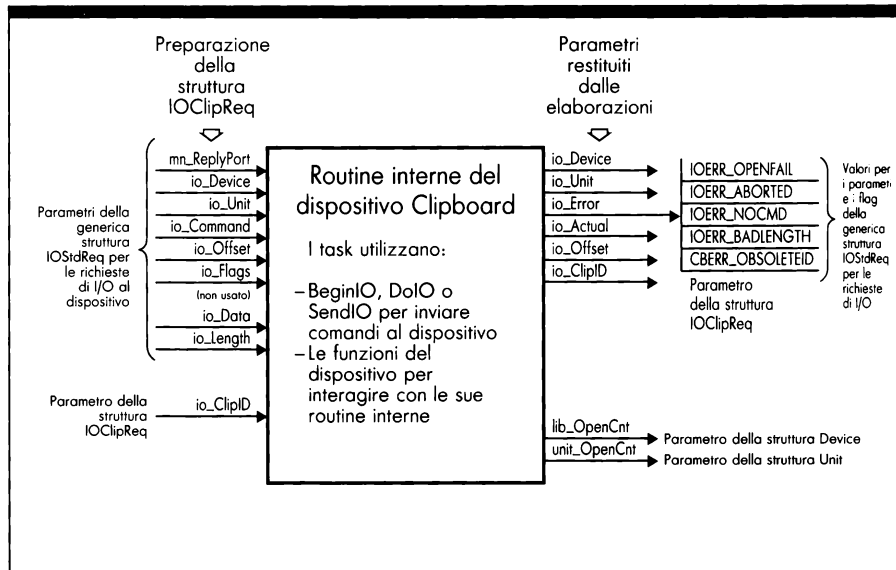 Preparazione
della
struttura
IOClipReq
Parametri
restituiti
dalle
elaborazioni
Parametri della
generica
struttura
IOStdReq per
le richieste
di I/O al
dispositivo
mn_ReplyPort
io_Device
io_Unit
io_Command
io_Offset
io_Flags
(non usato)
io_Data
io_Length
Parametro della
struttura
IOClipReq
io_ClipID
Routine interne del
dispositivo Clipboard
I task utilizzano:
–BeginIO, DoIO o
SendIO per inviare
comandi al dispositivo
–Le funzioni del
dispositivo per
interagire con le sue
routine interne
io_Device
io_Unit
io_Error
io_Actual
io_Offset
io_ClipID
IOERR_OPENFAIL
IOERR_ABORTED
IOERR_NOCMD
IOERR_BADLENGTH
CBERR_OBSOLETEID
Parametro
della struttura
IOClipReq
Valori per
i paramet
e i flag
della
generica
struttura
IOStdReq
per le
richieste
di I/O
lib_OpenCnt
Parametro della struttura Device
unit_OpenCnt
Parametro della struttura Unit